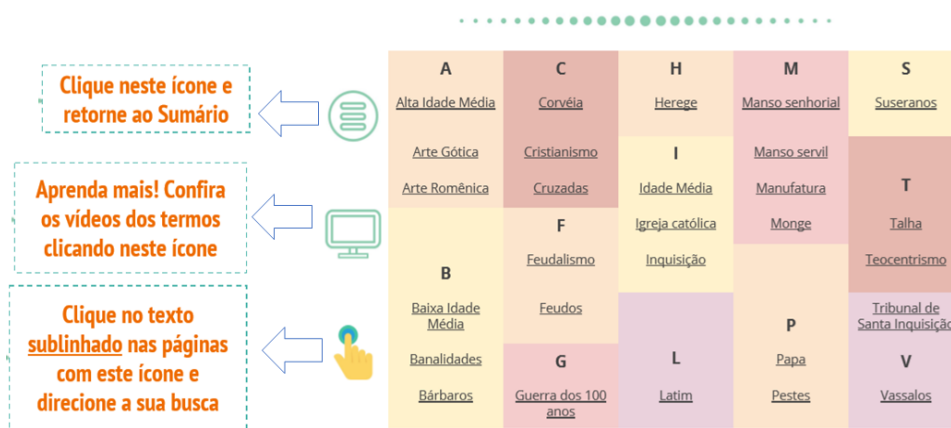 Clique neste ícone e
retorne ao Sumário
Aprenda mais! Confira
os vídeos dos termos
clicando neste ícone
Clique no texto
sublinhado nas páginas
com este ícone e
direcione a sua busca
A
Alta Idade Média
Arte Gótica
Arte Romênica
B
Baixa Idade
Média
Banalidades
Bárbaros
C
Corvéia
Cristianismo
Cruzadas
F
Feudalismo
Feudos
G
Guerra dos 100
anos
H
Herege
I
Idade Média
Igreja católica
Inquisição
L
Latim
M
Manso senhorial
Manso servil
Manufatura
Monge
P
Papa
Pestes
S
Suseranos
T
Talha
Teocentrismo
Tribunal de
Santa Inquisição
V
Vassalos